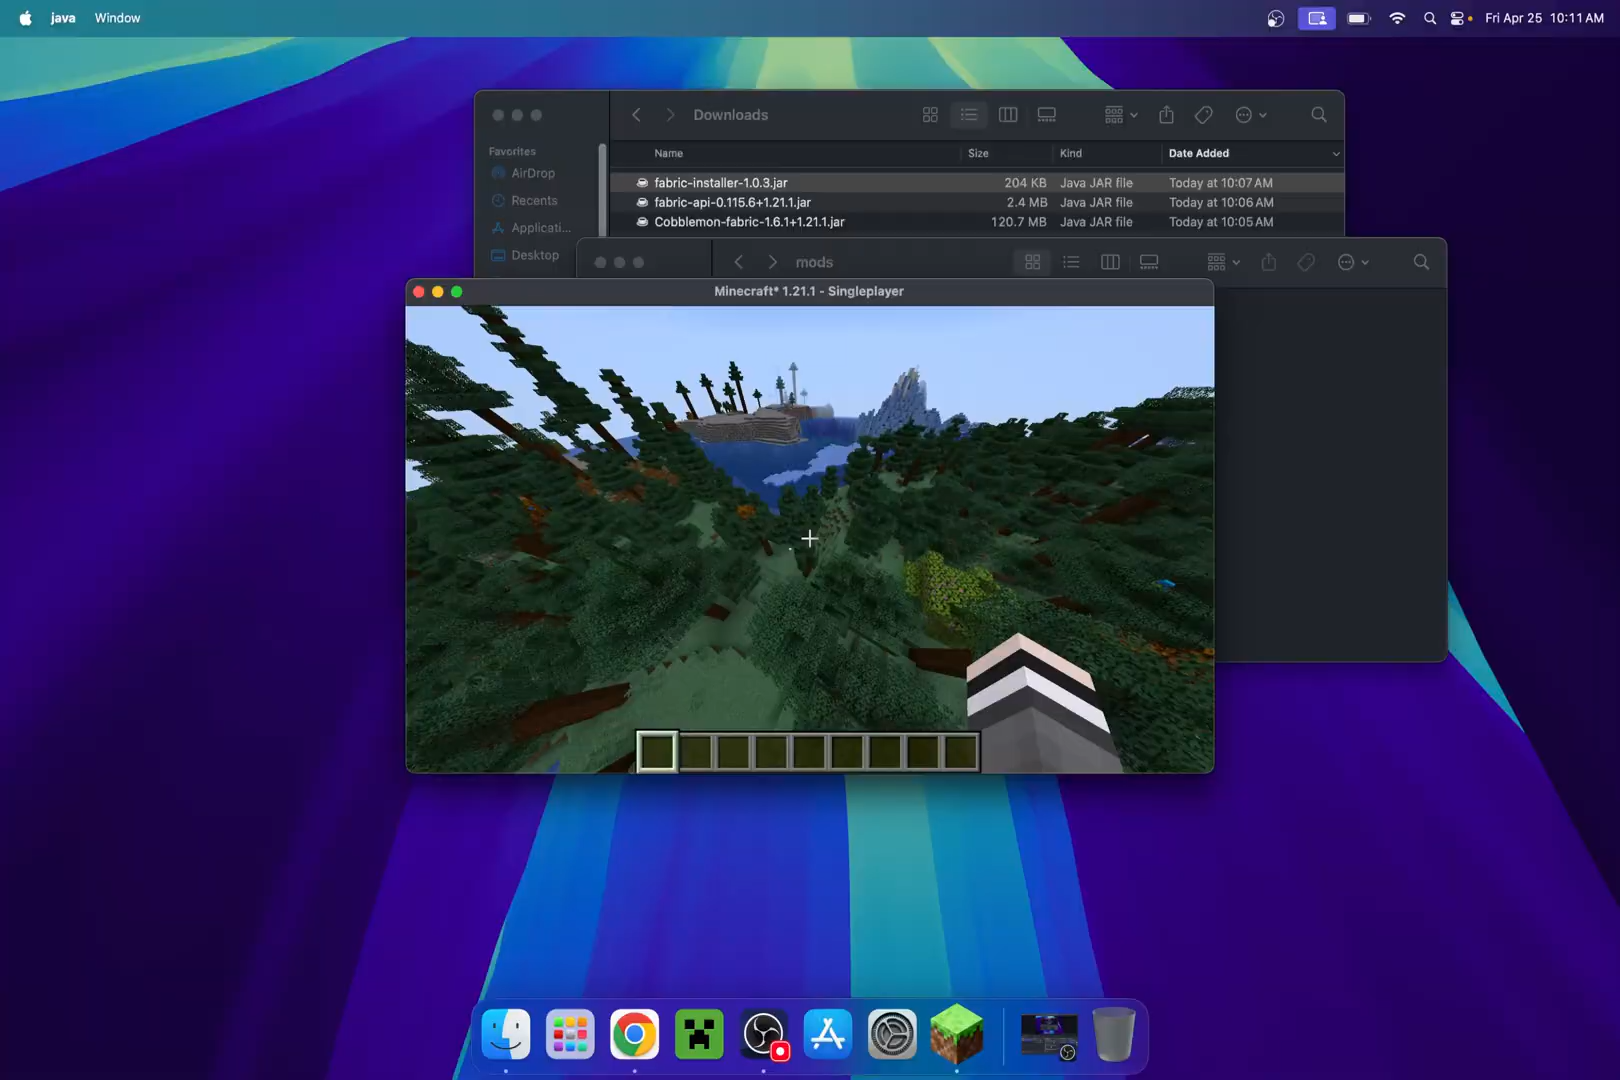 java Window Fri Apr 25 10:11 AM
Downloads
Favorites
AirDrop
Recents
Applicati...
Desktop
Name Size Kind Date Added
fabric-installer-1.0.3.jar 204 KB Java JAR file Today at 10:07 AM
fabric-api-0.115.6+1.21.1.jar 2.4 MB Java JAR file Today at 10:06 AM
Cobblemon-fabric-1.6.1+1.21.1.jar 120.7 MB Java JAR file Today at 10:05 AM
mods
Minecraft* 1.21.1 - Singleplayer